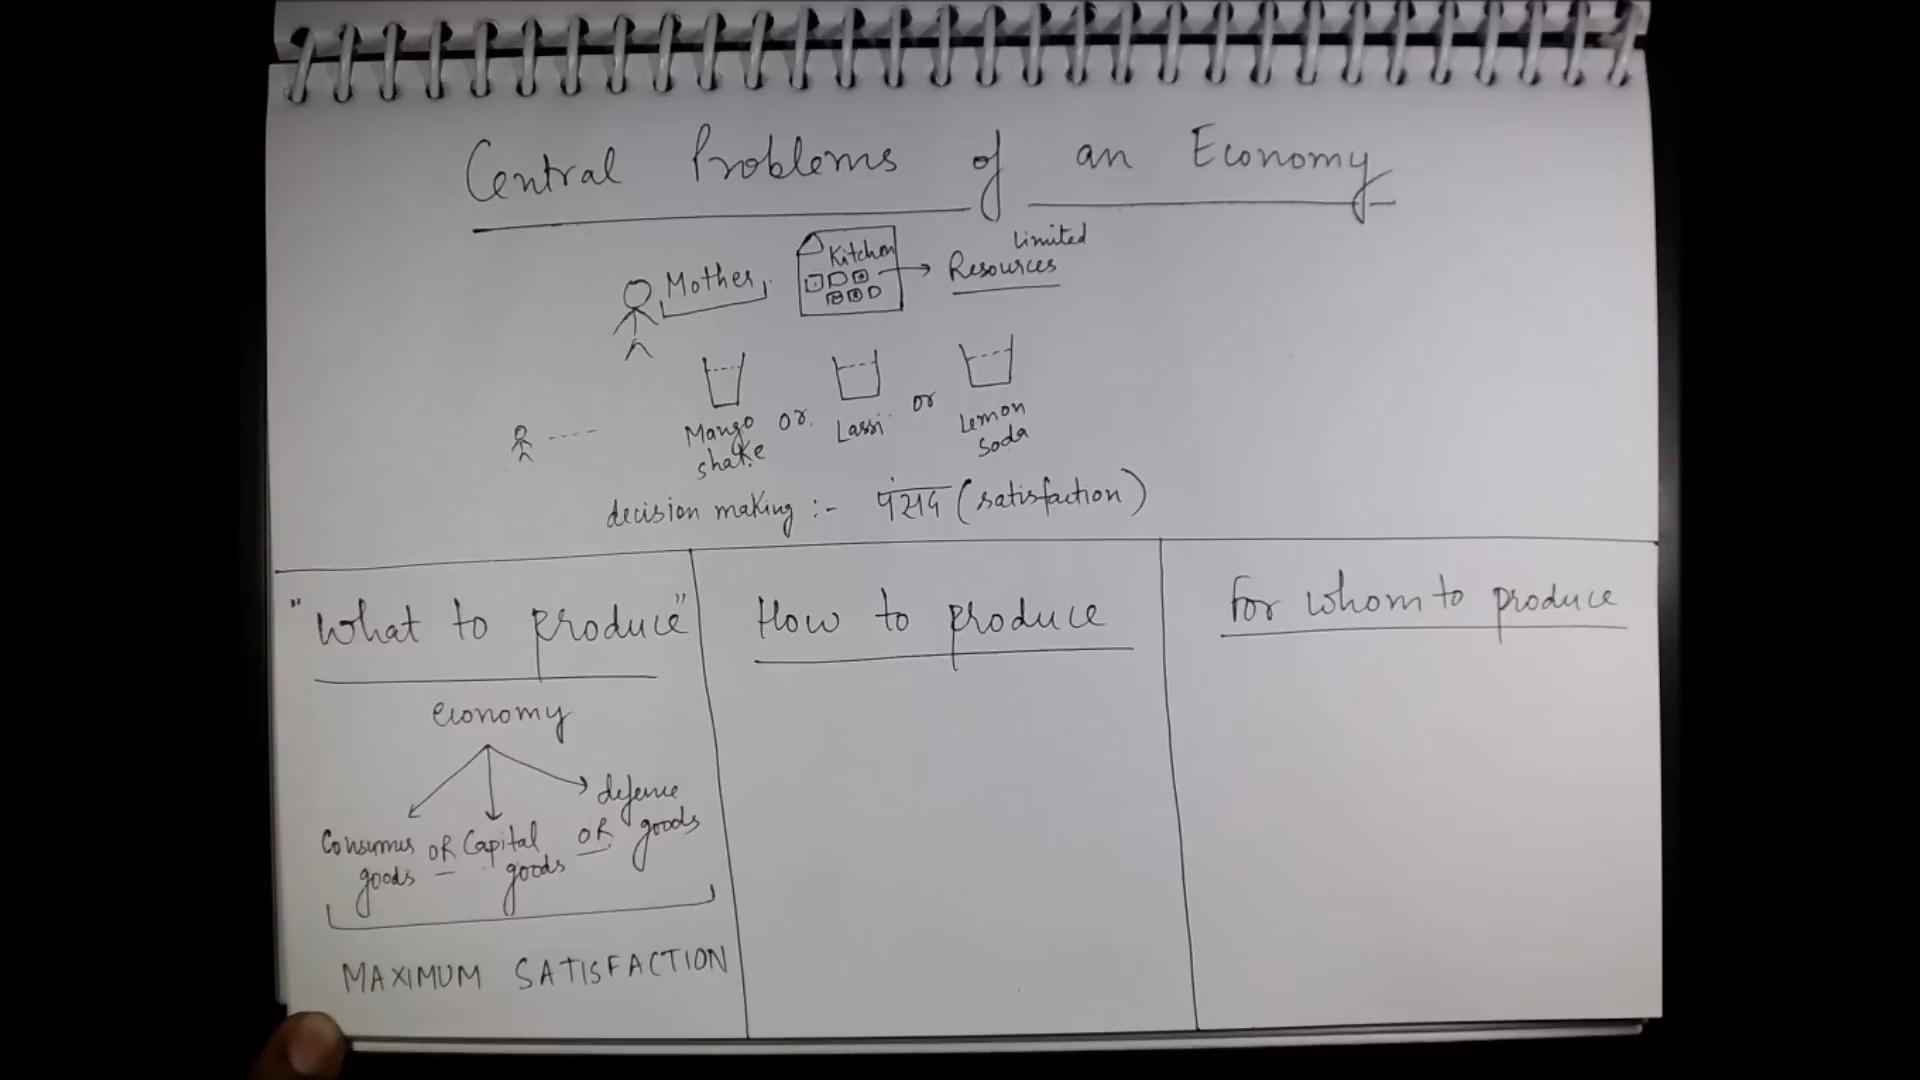 Central Problems of an Economy
Mother
Kitchen
Limited
Resources
Mango or Lassi or Lemon
shake
soda
decision making :- पसंद (satisfaction)
"What to produce"
economy
Consumer goods OR Capital goods OR defence goods
MAXIMUM SATISFACTION
How to produce
for whom to produce